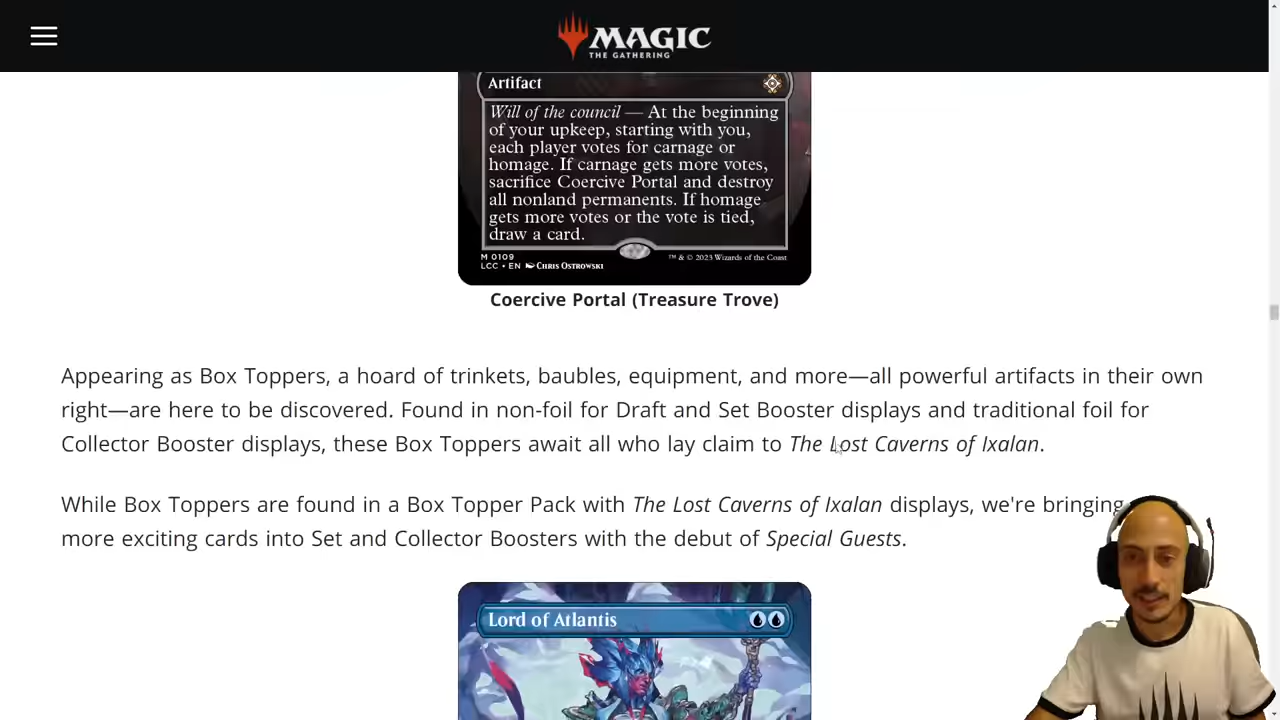 MAGIC
THE GATHERING
Artifact
Will of the council — At the beginning
of your upkeep, starting with you,
each player votes for carnage or
homage. If carnage gets more votes,
sacrifice Coercive Portal and destroy
all nonland permanents. If homage
gets more votes or the vote is tied,
draw a card.
M 0109
LCC • EN Chris Ostrowski
™ & © 2023 Wizards of the Coast
Coercive Portal (Treasure Trove)
Appearing as Box Toppers, a hoard of trinkets, baubles, equipment, and more—all powerful artifacts in their own
right—are here to be discovered. Found in non-foil for Draft and Set Booster displays and traditional foil for
Collector Booster displays, these Box Toppers await all who lay claim to The Lost Caverns of Ixalan.
While Box Toppers are found in a Box Topper Pack with The Lost Caverns of Ixalan displays, we're bringing
more exciting cards into Set and Collector Boosters with the debut of Special Guests.
Lord of Atlantis